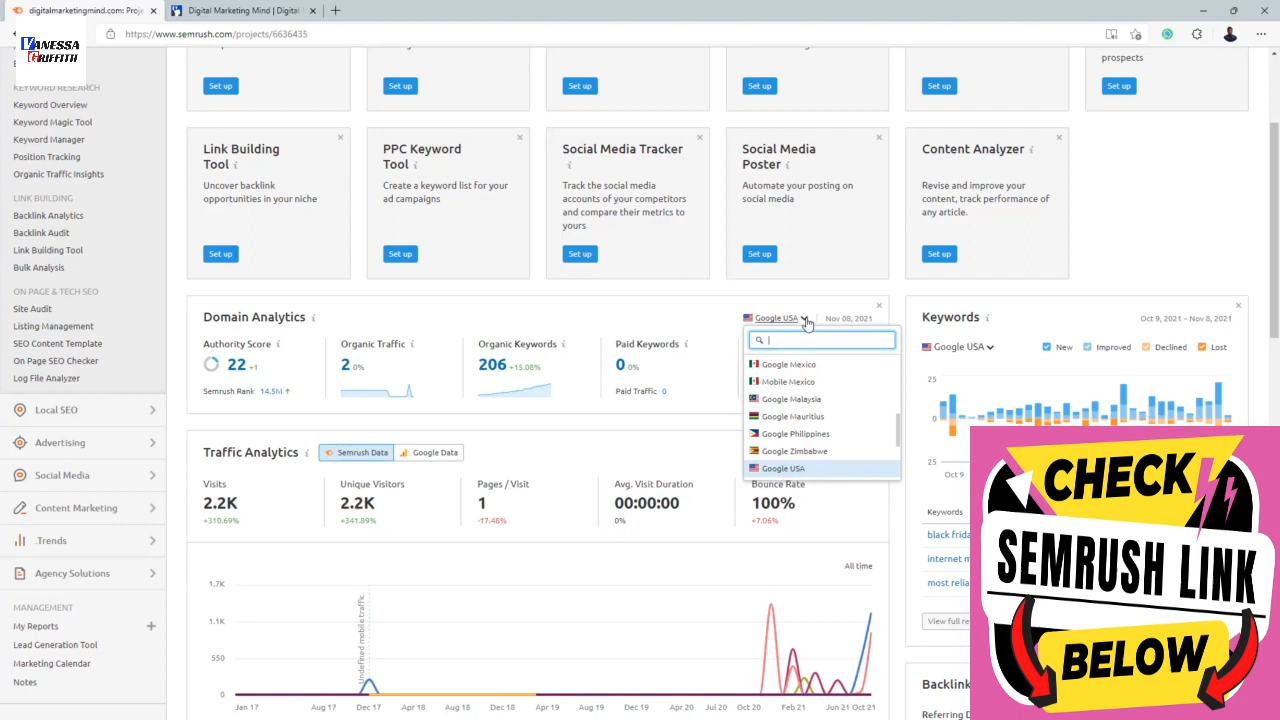 digitalmarketingmind.com: Proje
Digital Marketing Mind | Digital
https://www.semrush.com/projects/6636435
VANESSA
GRIFFITH
KEYWORD RESEARCH
Keyword Overview
Keyword Magic Tool
Keyword Manager
Position Tracking
Organic Traffic Insights
LINK BUILDING
Backlink Analytics
Backlink Audit
Link Building Tool
Bulk Analysis
ON PAGE & TECH SEO
Site Audit
Listing Management
SEO Content Template
On Page SEO Checker
Log File Analyzer
Local SEO
Advertising
Social Media
Content Marketing
.Trends
Agency Solutions
MANAGEMENT
My Reports
Lead Generation Tool
Marketing Calendar
Notes
prospects
Set up
Set up
Set up
Set up
Set up
Set up
Link Building
Tool
Uncover backlink
opportunities in your niche
Set up
PPC Keyword
Tool
Create a keyword list for your
ad campaigns
Set up
Social Media Tracker
Track the social media
accounts of your competitors
and compare their metrics to
yours
Set up
Social Media
Poster
Automate your posting on
social media
Set up
Content Analyzer
Revise and improve your
content, track performance of
any article.
Set up
Domain Analytics
Google USA
Nov 08, 2021
Authority Score
22 +1
Semrush Rank 14.5M ↑
Organic Traffic
2 0%
Organic Keywords
206 +15.08%
Paid Keywords
0 0%
Paid Traffic 0
Google Mexico
Mobile Mexico
Google Malaysia
Google Mauritius
Google Philippines
Google Zimbabwe
Google USA
Keywords
Oct 9, 2021 – Nov 8, 2021
Google USA
New
Improved
Declined
Lost
25
0
25
Oct 9
Keywords
black frida
internet m
most relia
View full re
Backlink
Referring D
Traffic Analytics
Semrush Data
Google Data
Visits
2.2K
+310.69%
Unique Visitors
2.2K
+341.89%
Pages / Visit
1
-17.48%
Avg. Visit Duration
00:00:00
0%
Bounce Rate
100%
+7.06%
All time
1.7K
1.1K
550
0
Undefined mobile traffic
Jan 17
Aug 17
Dec 17
Apr 18
Aug 18
Dec 18
Apr 19
Aug 19
Dec 19
Apr 20
Jul 20
Oct 20
Feb 21
Jun 21
Oct 21
CHECK
SEMRUSH LINK
BELOW